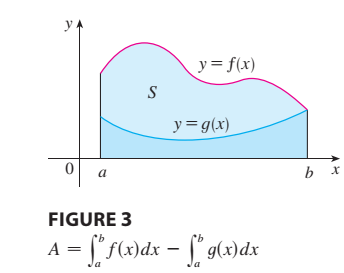 y
y = f(x)
S
y = g(x)
0 a b x
FIGURE 3
A = ∫ₐᵇ f(x) dx − ∫ₐᵇ g(x) dx